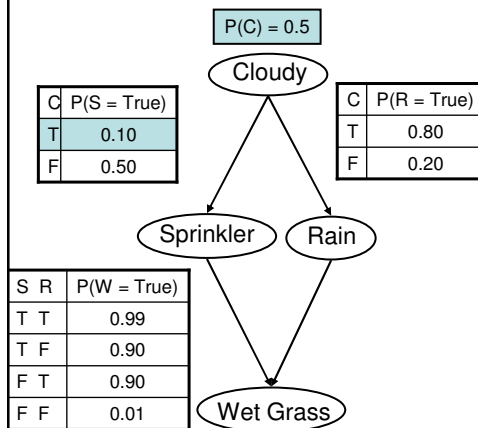 P(C) = 0.5
Cloudy
C P(S = True)
T 0.10
F 0.50
C P(R = True)
T 0.80
F 0.20
Sprinkler
Rain
S R P(W = True)
T T 0.99
T F 0.90
F T 0.90
F F 0.01
Wet Grass